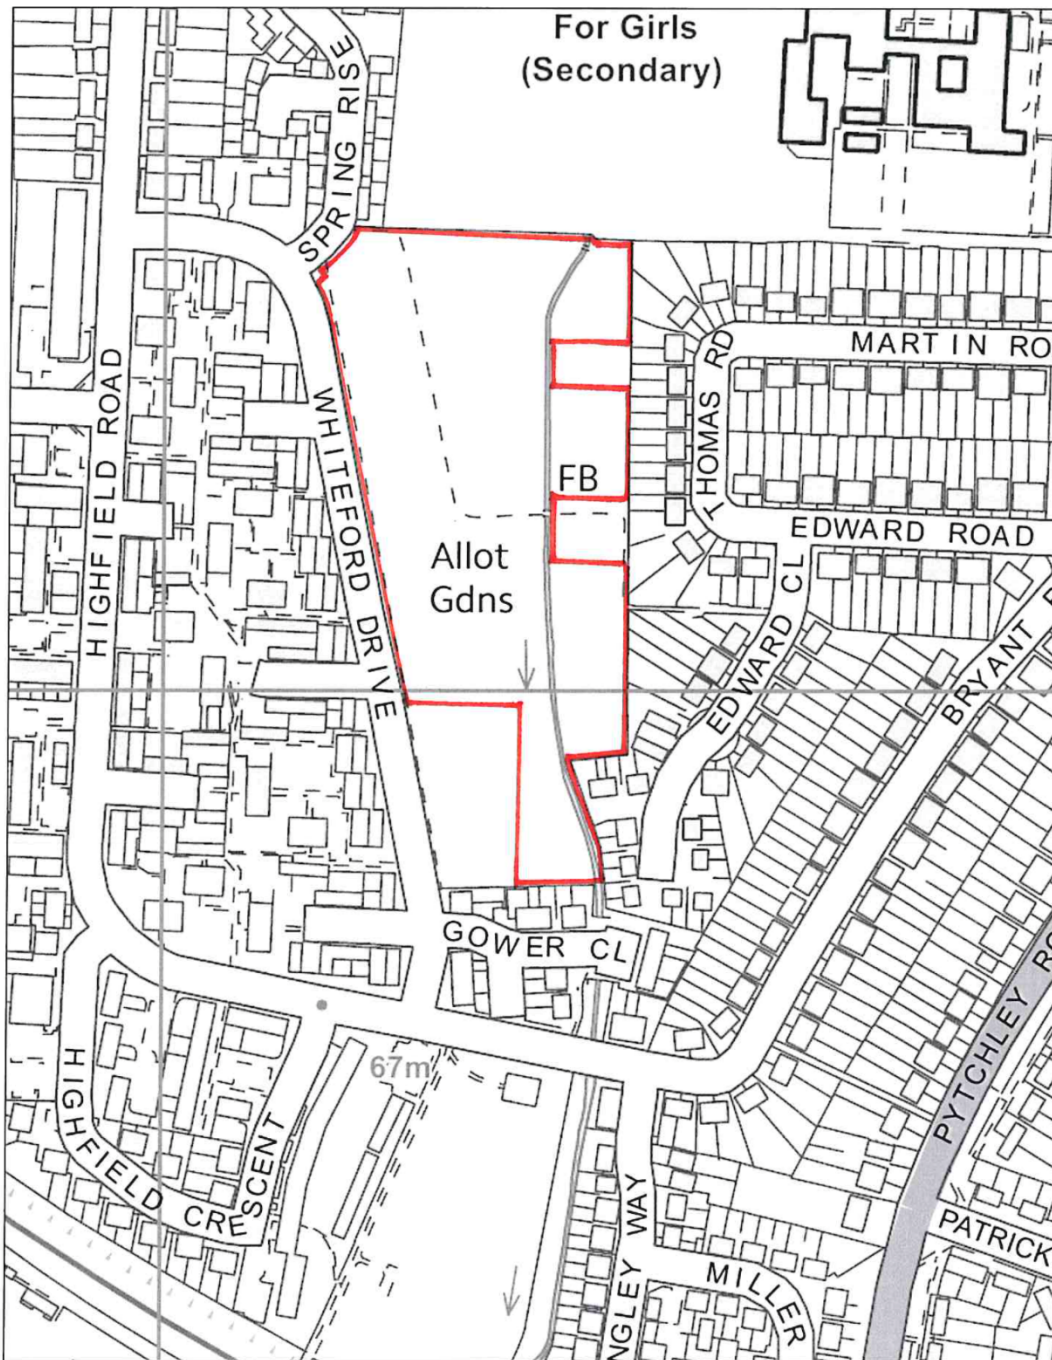 For Girls
(Secondary)
SPRING RISE
MARTIN RO
THOMAS RD
HIGHFIELD ROAD
WHITEFORD DRIVE
FB
EDWARD ROAD
Allot
Gdns
EDWARD CL
BRYANT
GOWER CL
PYTCHLEY RO
67m
HIGHFIELD CRESCENT
NGLEY WAY
PATRICK
MILLER